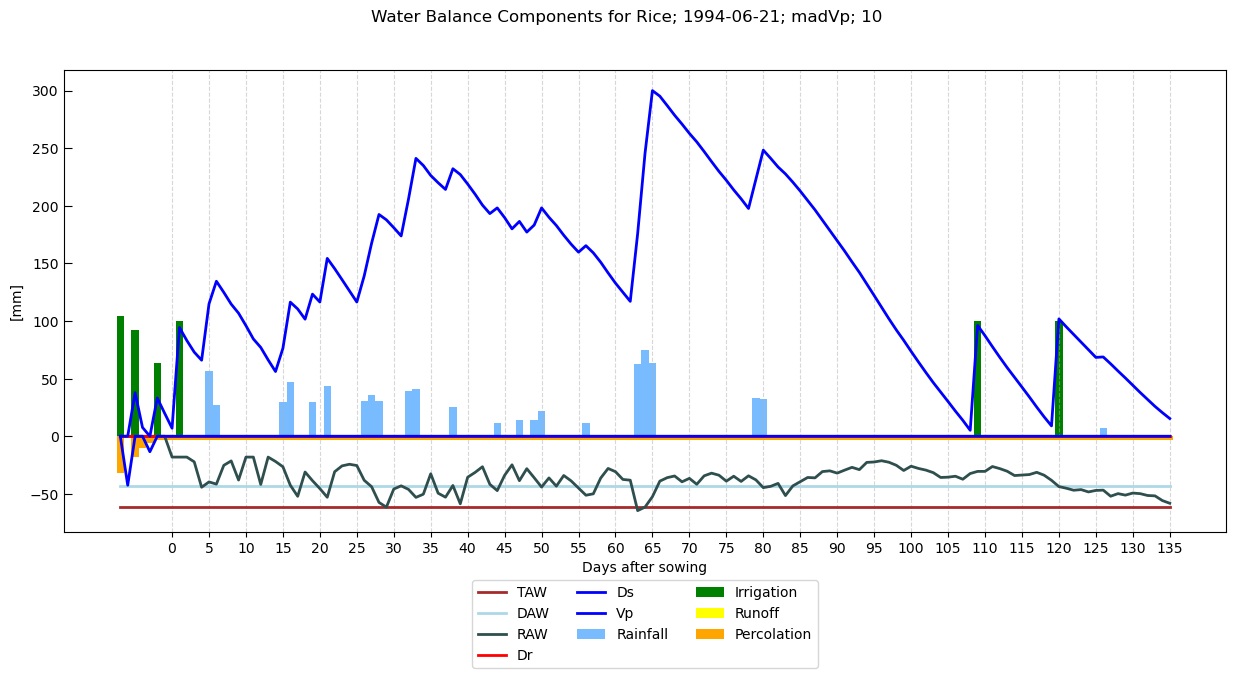 Water Balance Components for Rice; 1994-06-21; madVp; 10
300
250
200
150
100
50
0
−50
[mm]
0 5 10 15 20 25 30 35 40 45 50 55 60 65 70 75 80 85 90 95 100 105 110 115 120 125 130 135
Days after sowing
TAW Ds Irrigation
DAW Vp Runoff
RAW Rainfall Percolation
Dr